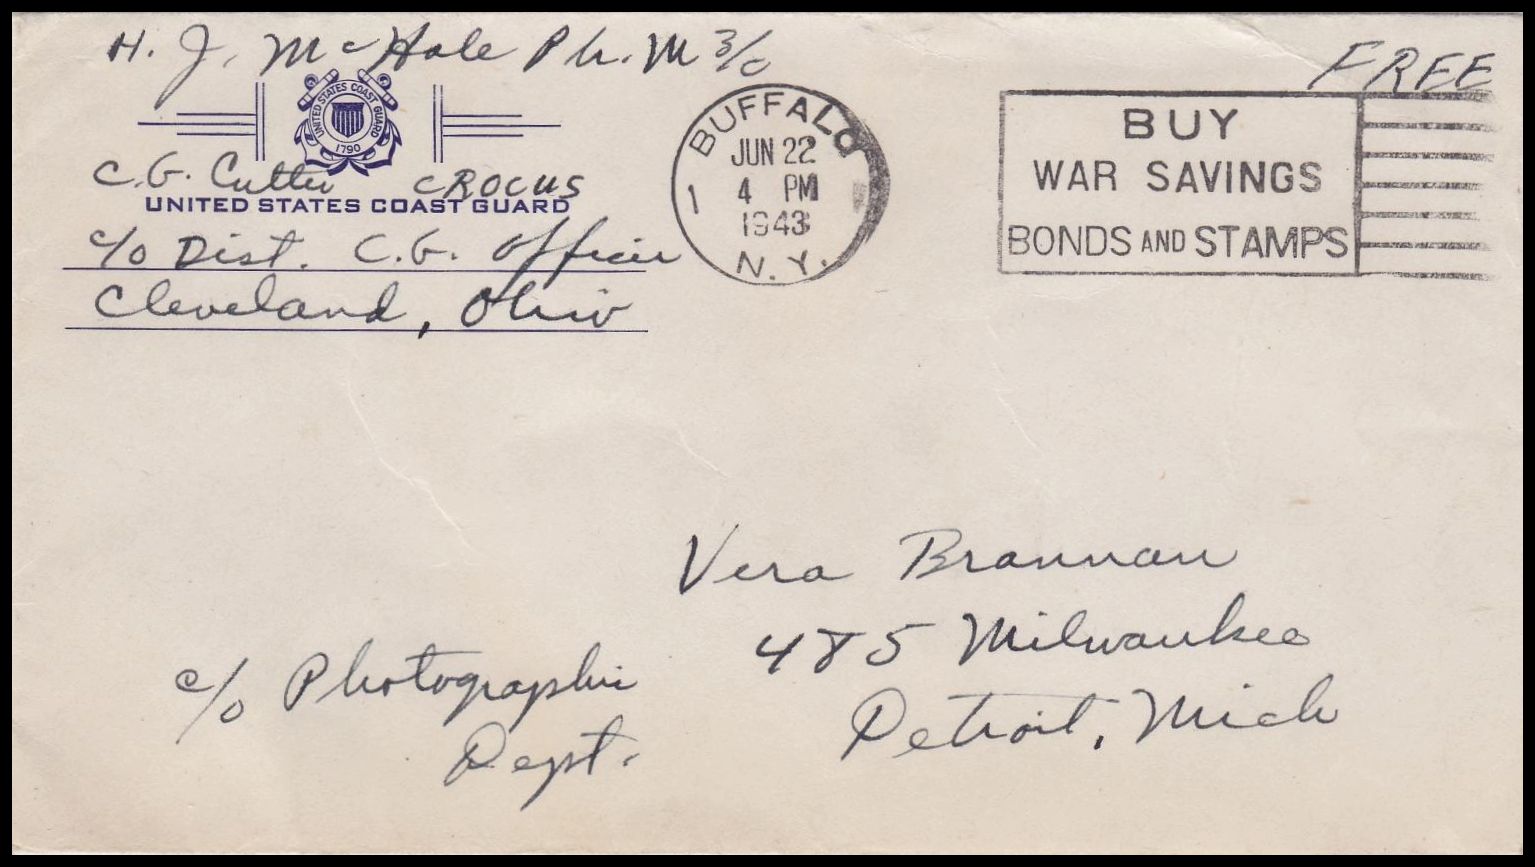 H. J. McHale Ph. M 3/c
UNITED STATES COAST GUARD
1790
C.G. Cutter CROCUS
UNITED STATES COAST GUARD
c/o Dist. C.G. Officer
Cleveland, Ohio
BUFFALO
JUN 22
1 4 PM
1943
N.Y.
FREE
BUY
WAR SAVINGS
BONDS AND STAMPS
Vera Brannan
485 Milwaukee
Detroit, Mich
c/o Photographic
Dept.